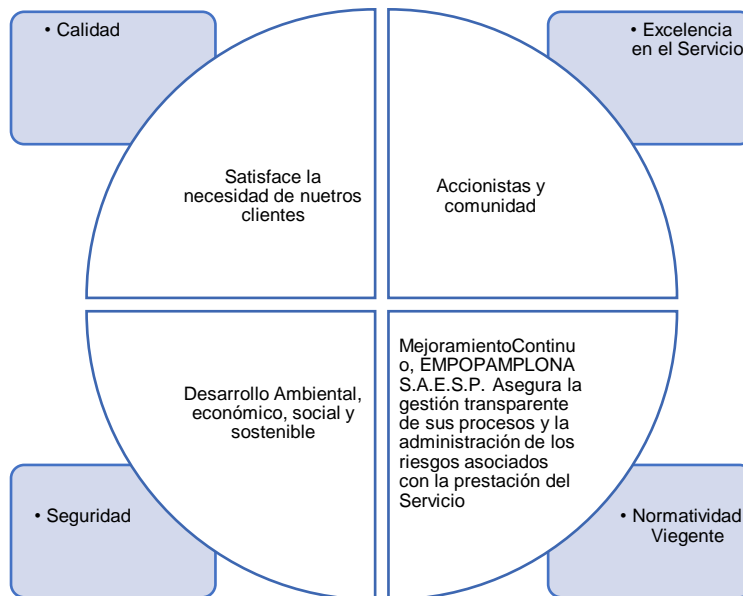 • Calidad
• Excelencia
en el Servicio
Satisface la
necesidad de nuetros
clientes
Accionistas y
comunidad
Desarrollo Ambiental,
económico, social y
sostenible
MejoramientoContinu
o, EMPOPAMPLONA
S.A.E.S.P. Asegura la
gestión transparente
de sus procesos y la
administración de los
riesgos asociados
con la prestación del
Servicio
• Seguridad
• Normatividad
Viegente